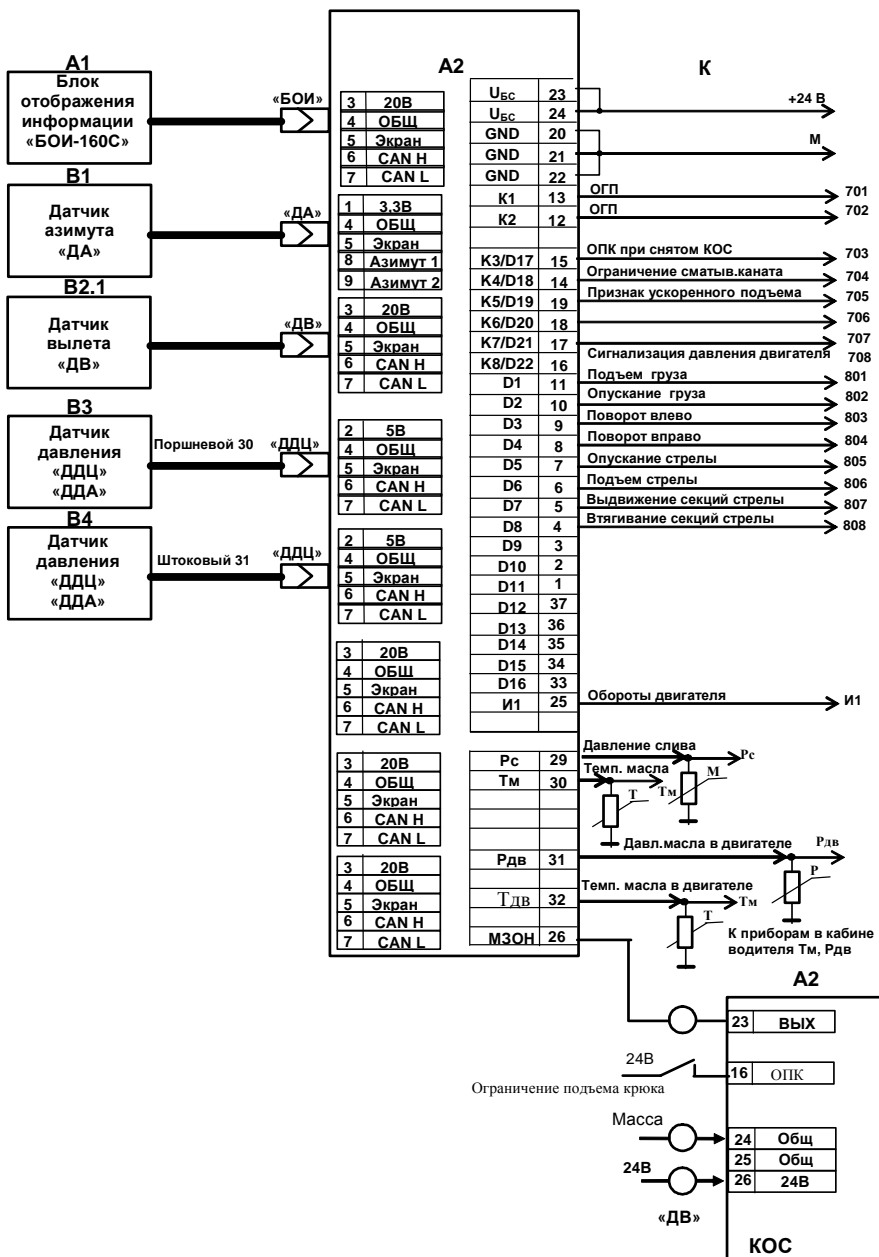 А1
Блок
отображения
информации
«БОИ-160С»
«БОИ»
В1
Датчик
азимута
«ДА»
«ДА»
В2.1
Датчик
вылета
«ДВ»
«ДВ»
В3
Датчик
давления
«ДДЦ»
«ДДА»
Поршневой 30
«ДДЦ»
В4
Датчик
давления
«ДДЦ»
«ДДА»
Штоковый 31
«ДДЦ»
А2
3 20В
4 ОБЩ
5 Экран
6 CAN H
7 CAN L
1 3,3В
4 ОБЩ
5 Экран
8 Азимут 1
9 Азимут 2
3 20В
4 ОБЩ
5 Экран
6 CAN H
7 CAN L
2 5В
4 ОБЩ
5 Экран
6 CAN H
7 CAN L
2 5В
4 ОБЩ
5 Экран
6 CAN H
7 CAN L
3 20В
4 ОБЩ
5 Экран
6 CAN H
7 CAN L
3 20В
4 ОБЩ
5 Экран
6 CAN H
7 CAN L
3 20В
4 ОБЩ
5 Экран
6 CAN H
7 CAN L
К
UБС 23
UБС 24
+24 В
GND 20
GND 21
М
GND 22
К1 13 ОГП 701
К2 12 ОГП 702
K3/D17 15 ОПК при снятом КОС 703
K4/D18 14 Ограничение сматыв.каната 704
K5/D19 19 Признак ускоренного подъема 705
K6/D20 18 706
K7/D21 17 707
K8/D22 16 Сигнализация давления двигателя 708
D1 11 Подъем груза 801
D2 10 Опускание груза 802
D3 9 Поворот влево 803
D4 8 Поворот вправо 804
D5 7 Опускание стрелы 805
D6 6 Подъем стрелы 806
D7 5 Выдвижение секций стрелы 807
D8 4 Втягивание секций стрелы 808
D9 3
D10 2
D11 1
D12 37
D13 36
D14 35
D15 34
D16 33
И1 25 Обороты двигателя И1
Рс 29 Давление слива Рс
М
Тм 30 Темп. масла Тм
Т
Рдв 31 Давл.масла в двигателе Рдв
Р
Тдв 32 Темп. масла в двигателе Тм
Т
МЗОН 26
К приборам в кабине
водителя Тм, Рдв
А2
23 ВЫХ
24В
16 ОПК
Ограничение подъема крюка
Масса
24 Общ
25 Общ
24В
26 24В
«ДВ»
КОС